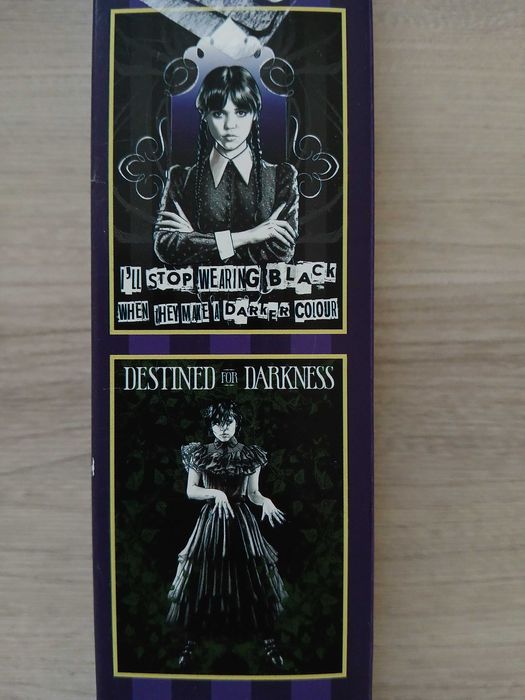 I'LL STOP WEARING BLACK
WHEN THEY MAKE A DARKER COLOUR
DESTINED FOR DARKNESS